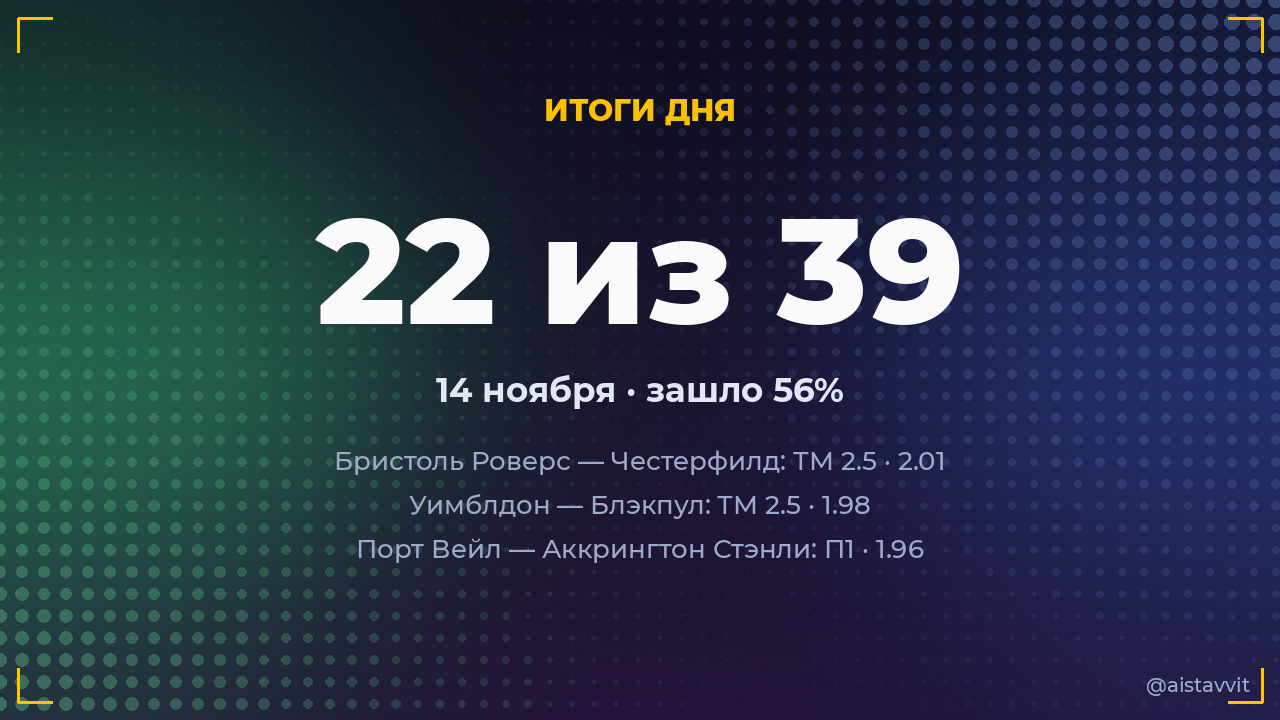 ИТОГИ ДНЯ
22 из 39
14 ноября · зашло 56%
Бристоль Роверс — Честерфилд: ТМ 2.5 · 2.01
Уимблдон — Блэкпул: ТМ 2.5 · 1.98
Порт Вейл — Аккрингтон Стэнли: П1 · 1.96
@aistavvit